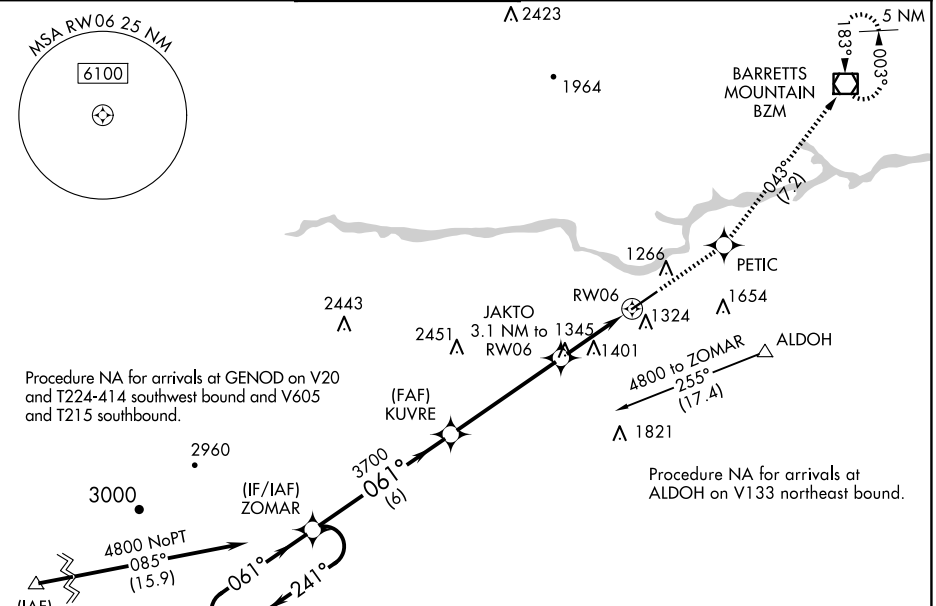 MSA RW06 25 NM
6100
2423
1964
5 NM
183°
003°
BARRETTS
MOUNTAIN
BZM
043°
(7.2)
PETIC
1266
RW06
1654
1324
2443
2451
JAKTO
3.1 NM to
RW06
1345
1401
ALDOH
4800 to ZOMAR
255°
(17.4)
1821
Procedure NA for arrivals at GENOD on V20
and T224-414 southwest bound and V605
and T215 southbound.
(FAF)
KUVRE
2960
3000
3700
061°
(6)
Procedure NA for arrivals at
ALDOH on V133 northeast bound.
(IF/IAF)
ZOMAR
4800 NoPT
085°
(15.9)
061°
241°
(IAF)